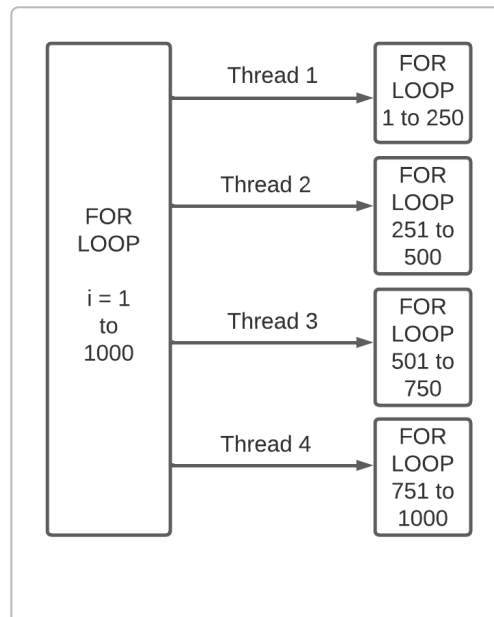 FOR
LOOP
i = 1
to
1000
Thread 1
FOR
LOOP
1 to 250
Thread 2
FOR
LOOP
251 to
500
Thread 3
FOR
LOOP
501 to
750
Thread 4
FOR
LOOP
751 to
1000